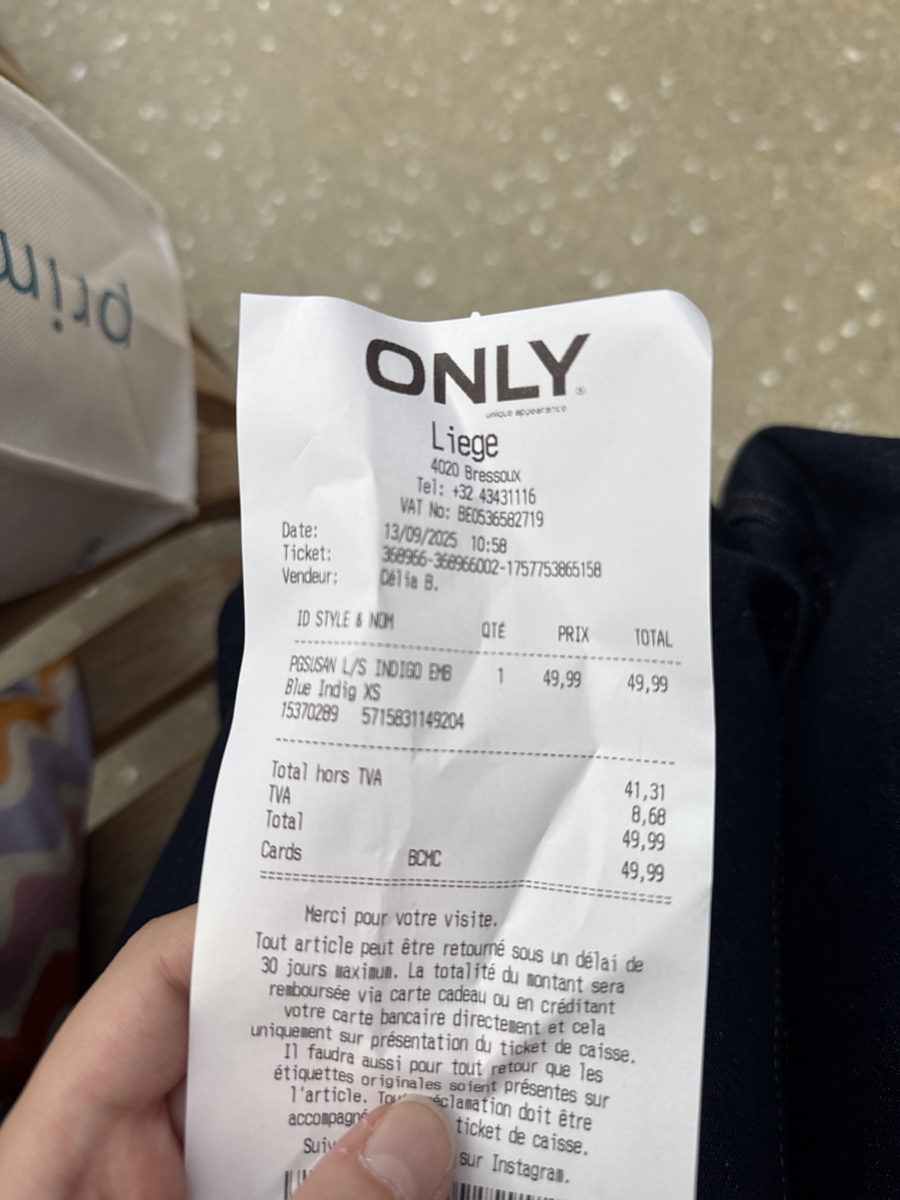 prim
ONLY®
unique appearance
Liege
4020 Bressoux
Tel: +32 43431116
VAT No: BE0536582719
Date: 13/09/2025 10:58
Ticket: 368966-368966002-1757753865158
Vendeur: Célia B.
ID STYLE & NOM QTÉ PRIX TOTAL
PGSUSAN L/S INDIGO EMB 1 49,99 49,99
Blue Indig XS
15370289 5715831149204
Total hors TVA 41,31
TVA 8,68
Total 49,99
Cards BCMC 49,99
Merci pour votre visite.
Tout article peut être retourné sous un délai de
30 jours maximum. La totalité du montant sera
remboursée via carte cadeau ou en créditant
votre carte bancaire directement et cela
uniquement sur présentation du ticket de caisse.
Il faudra aussi pour tout retour que les
étiquettes originales soient présentes sur
l'article. doit être
ticket de caisse.
sur Instagram.